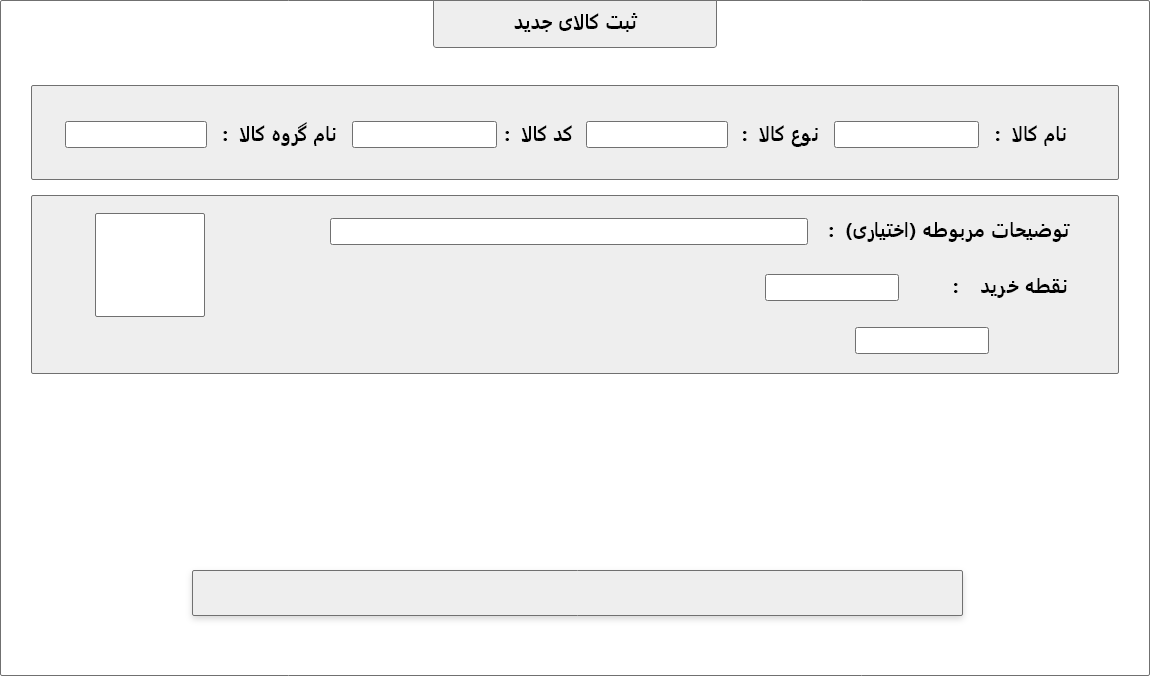 ثبت کالای جدید
نام کالا : نوع کالا : کد کالا : نام گروه کالا :
توضیحات مربوطه (اختیاری) :
نقطه خرید :